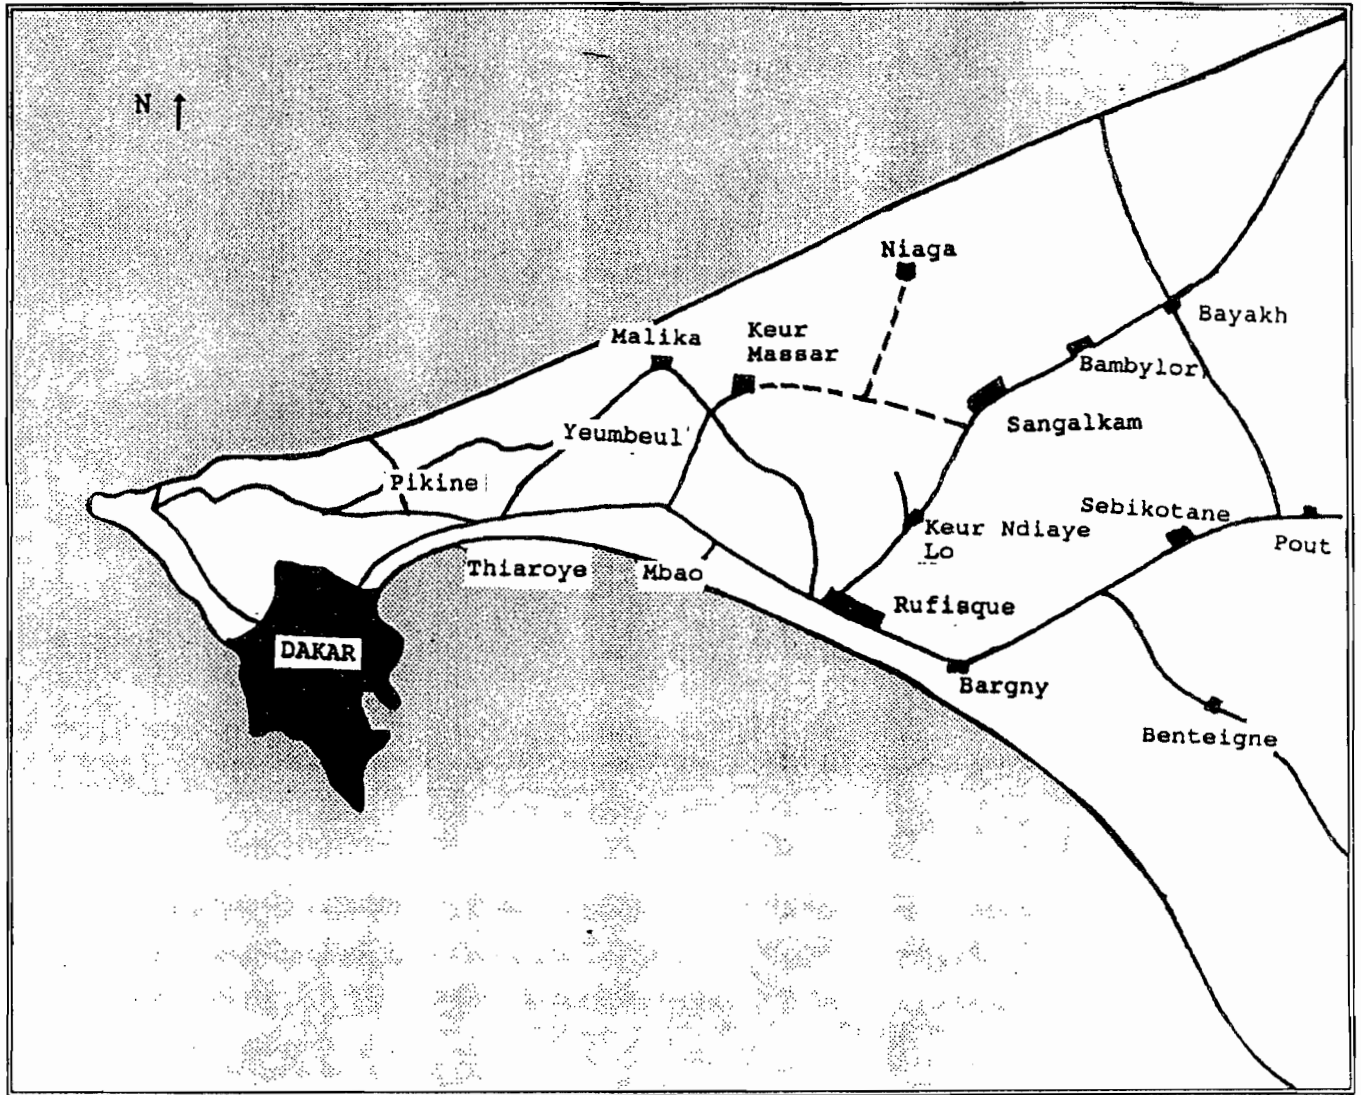 N
Niaga
Bayakh
Malika
Keur
Massar
Bambylor
Sangalkam
Yeumbeul
Pikine
Sebikotane
Keur Ndiaye
Lo
Pout
Thiaroye
Mbao
Rufisque
DAKAR
Bargny
Benteigne